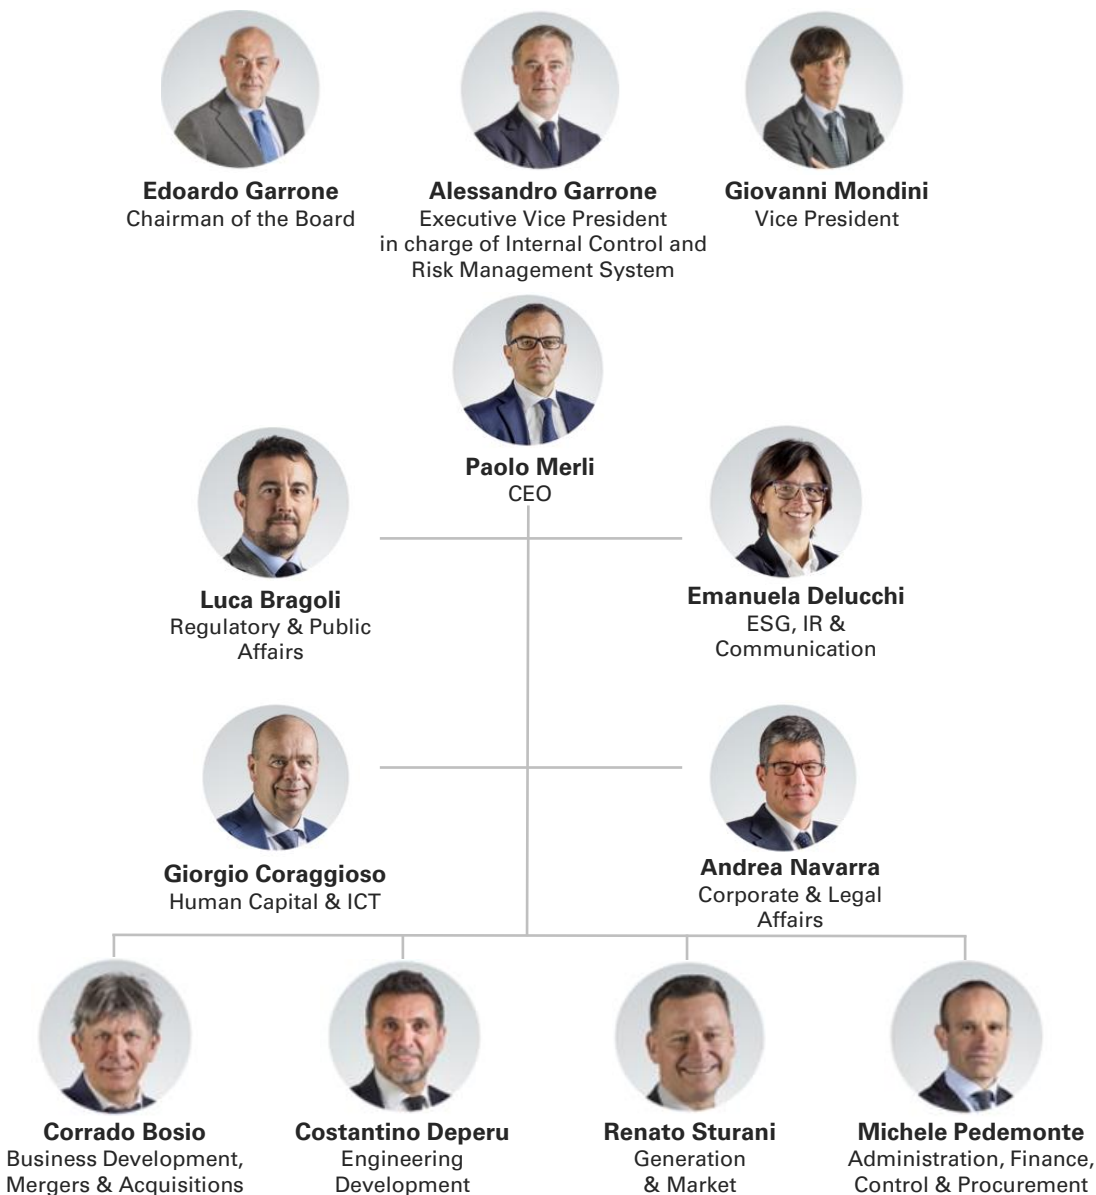 Edoardo Garrone
Chairman of the Board
Alessandro Garrone
Executive Vice President
in charge of Internal Control and
Risk Management System
Giovanni Mondini
Vice President
Paolo Merli
CEO
Luca Bragoli
Regulatory & Public
Affairs
Emanuela Delucchi
ESG, IR &
Communication
Giorgio Coraggioso
Human Capital & ICT
Andrea Navarra
Corporate & Legal
Affairs
Corrado Bosio
Business Development,
Mergers & Acquisitions
Costantino Deperu
Engineering
Development
Renato Sturani
Generation
& Market
Michele Pedemonte
Administration, Finance,
Control & Procurement